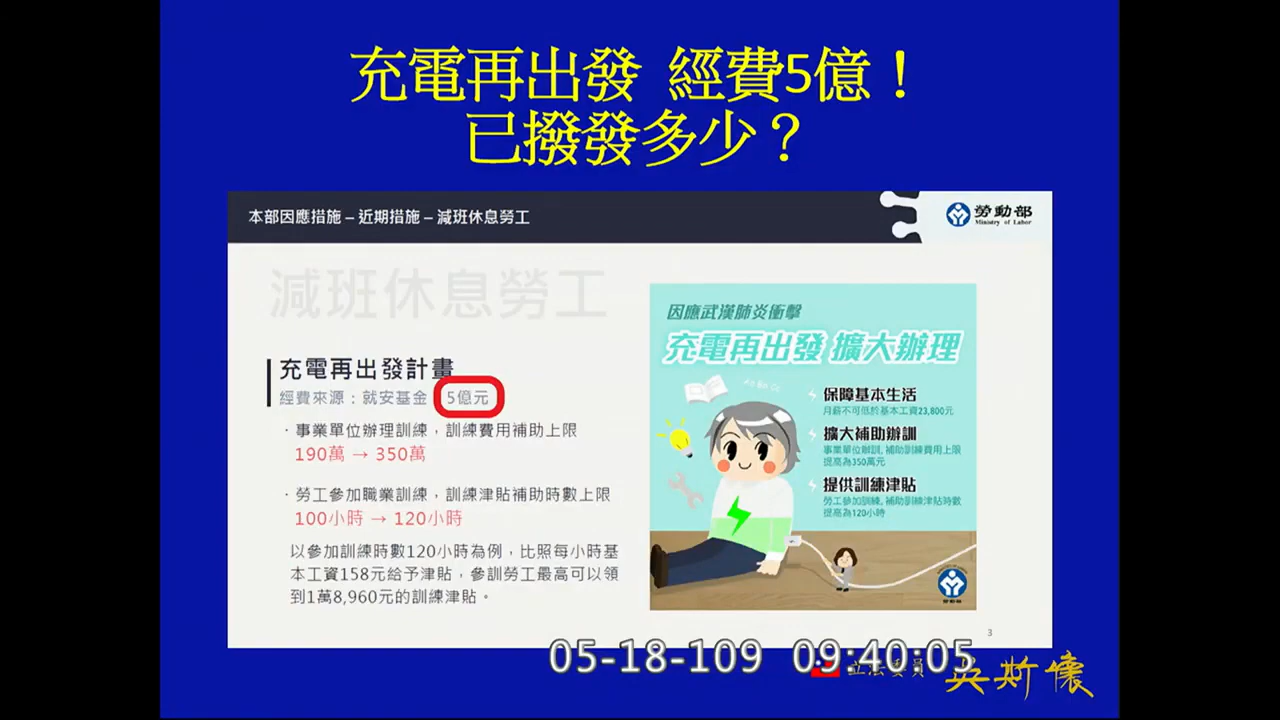 充電再出發 經費5億！
已撥發多少？
本部因應措施 – 近期措施 – 減班休息勞工
勞動部
Ministry of Labor
減班休息勞工
充電再出發計畫
經費來源：就安基金 5億元
· 事業單位辦理訓練，訓練費用補助上限
190萬 → 350萬
· 勞工參加職業訓練，訓練津貼補助時數上限
100小時 → 120小時
以參加訓練時數120小時為例，比照每小時基
本工資158元給予津貼，參訓勞工最高可以領
到1萬8,960元的訓練津貼。
因應武漢肺炎衝擊
充電再出發 擴大辦理
保障基本生活
月薪不可低於基本工資23,800元
擴大補助辦訓
事業單位辦訓, 補助訓練費用上限
提高為350萬元
提供訓練津貼
勞工參加訓練, 補助訓練津貼時數
提高為120小時
勞動部
3
05-18-109 09:40:05
立法委員
吳斯懷